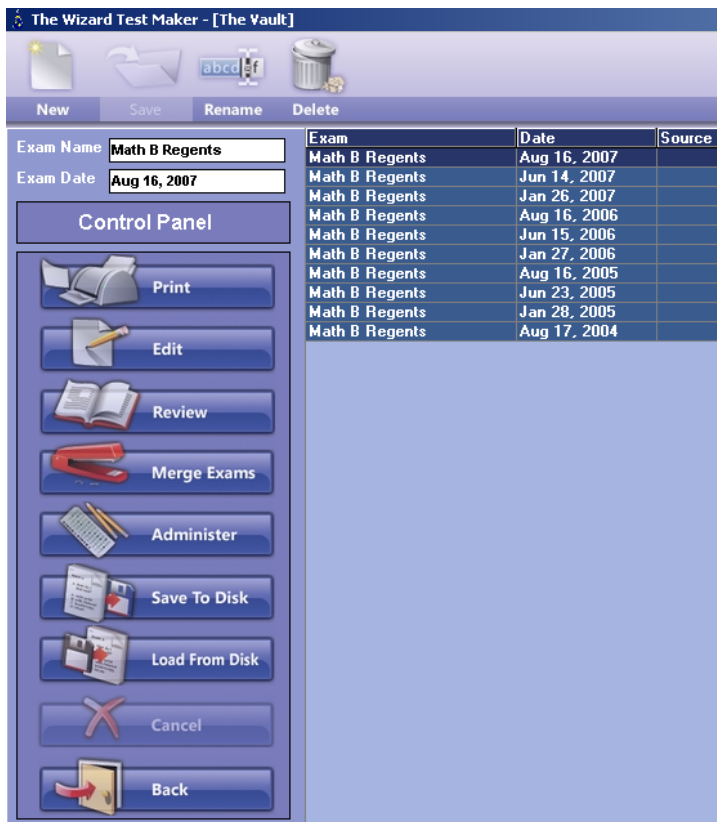 The Wizard Test Maker - [The Vault]
abcdef
New Save Rename Delete
Exam Name Math B Regents
Exam Date Aug 16, 2007
Control Panel
Print
Edit
Review
Merge Exams
Administer
Save To Disk
Load From Disk
Cancel
Back
Exam Date Source
Math B Regents Aug 16, 2007
Math B Regents Jun 14, 2007
Math B Regents Jan 26, 2007
Math B Regents Aug 16, 2006
Math B Regents Jun 15, 2006
Math B Regents Jan 27, 2006
Math B Regents Aug 16, 2005
Math B Regents Jun 23, 2005
Math B Regents Jan 28, 2005
Math B Regents Aug 17, 2004